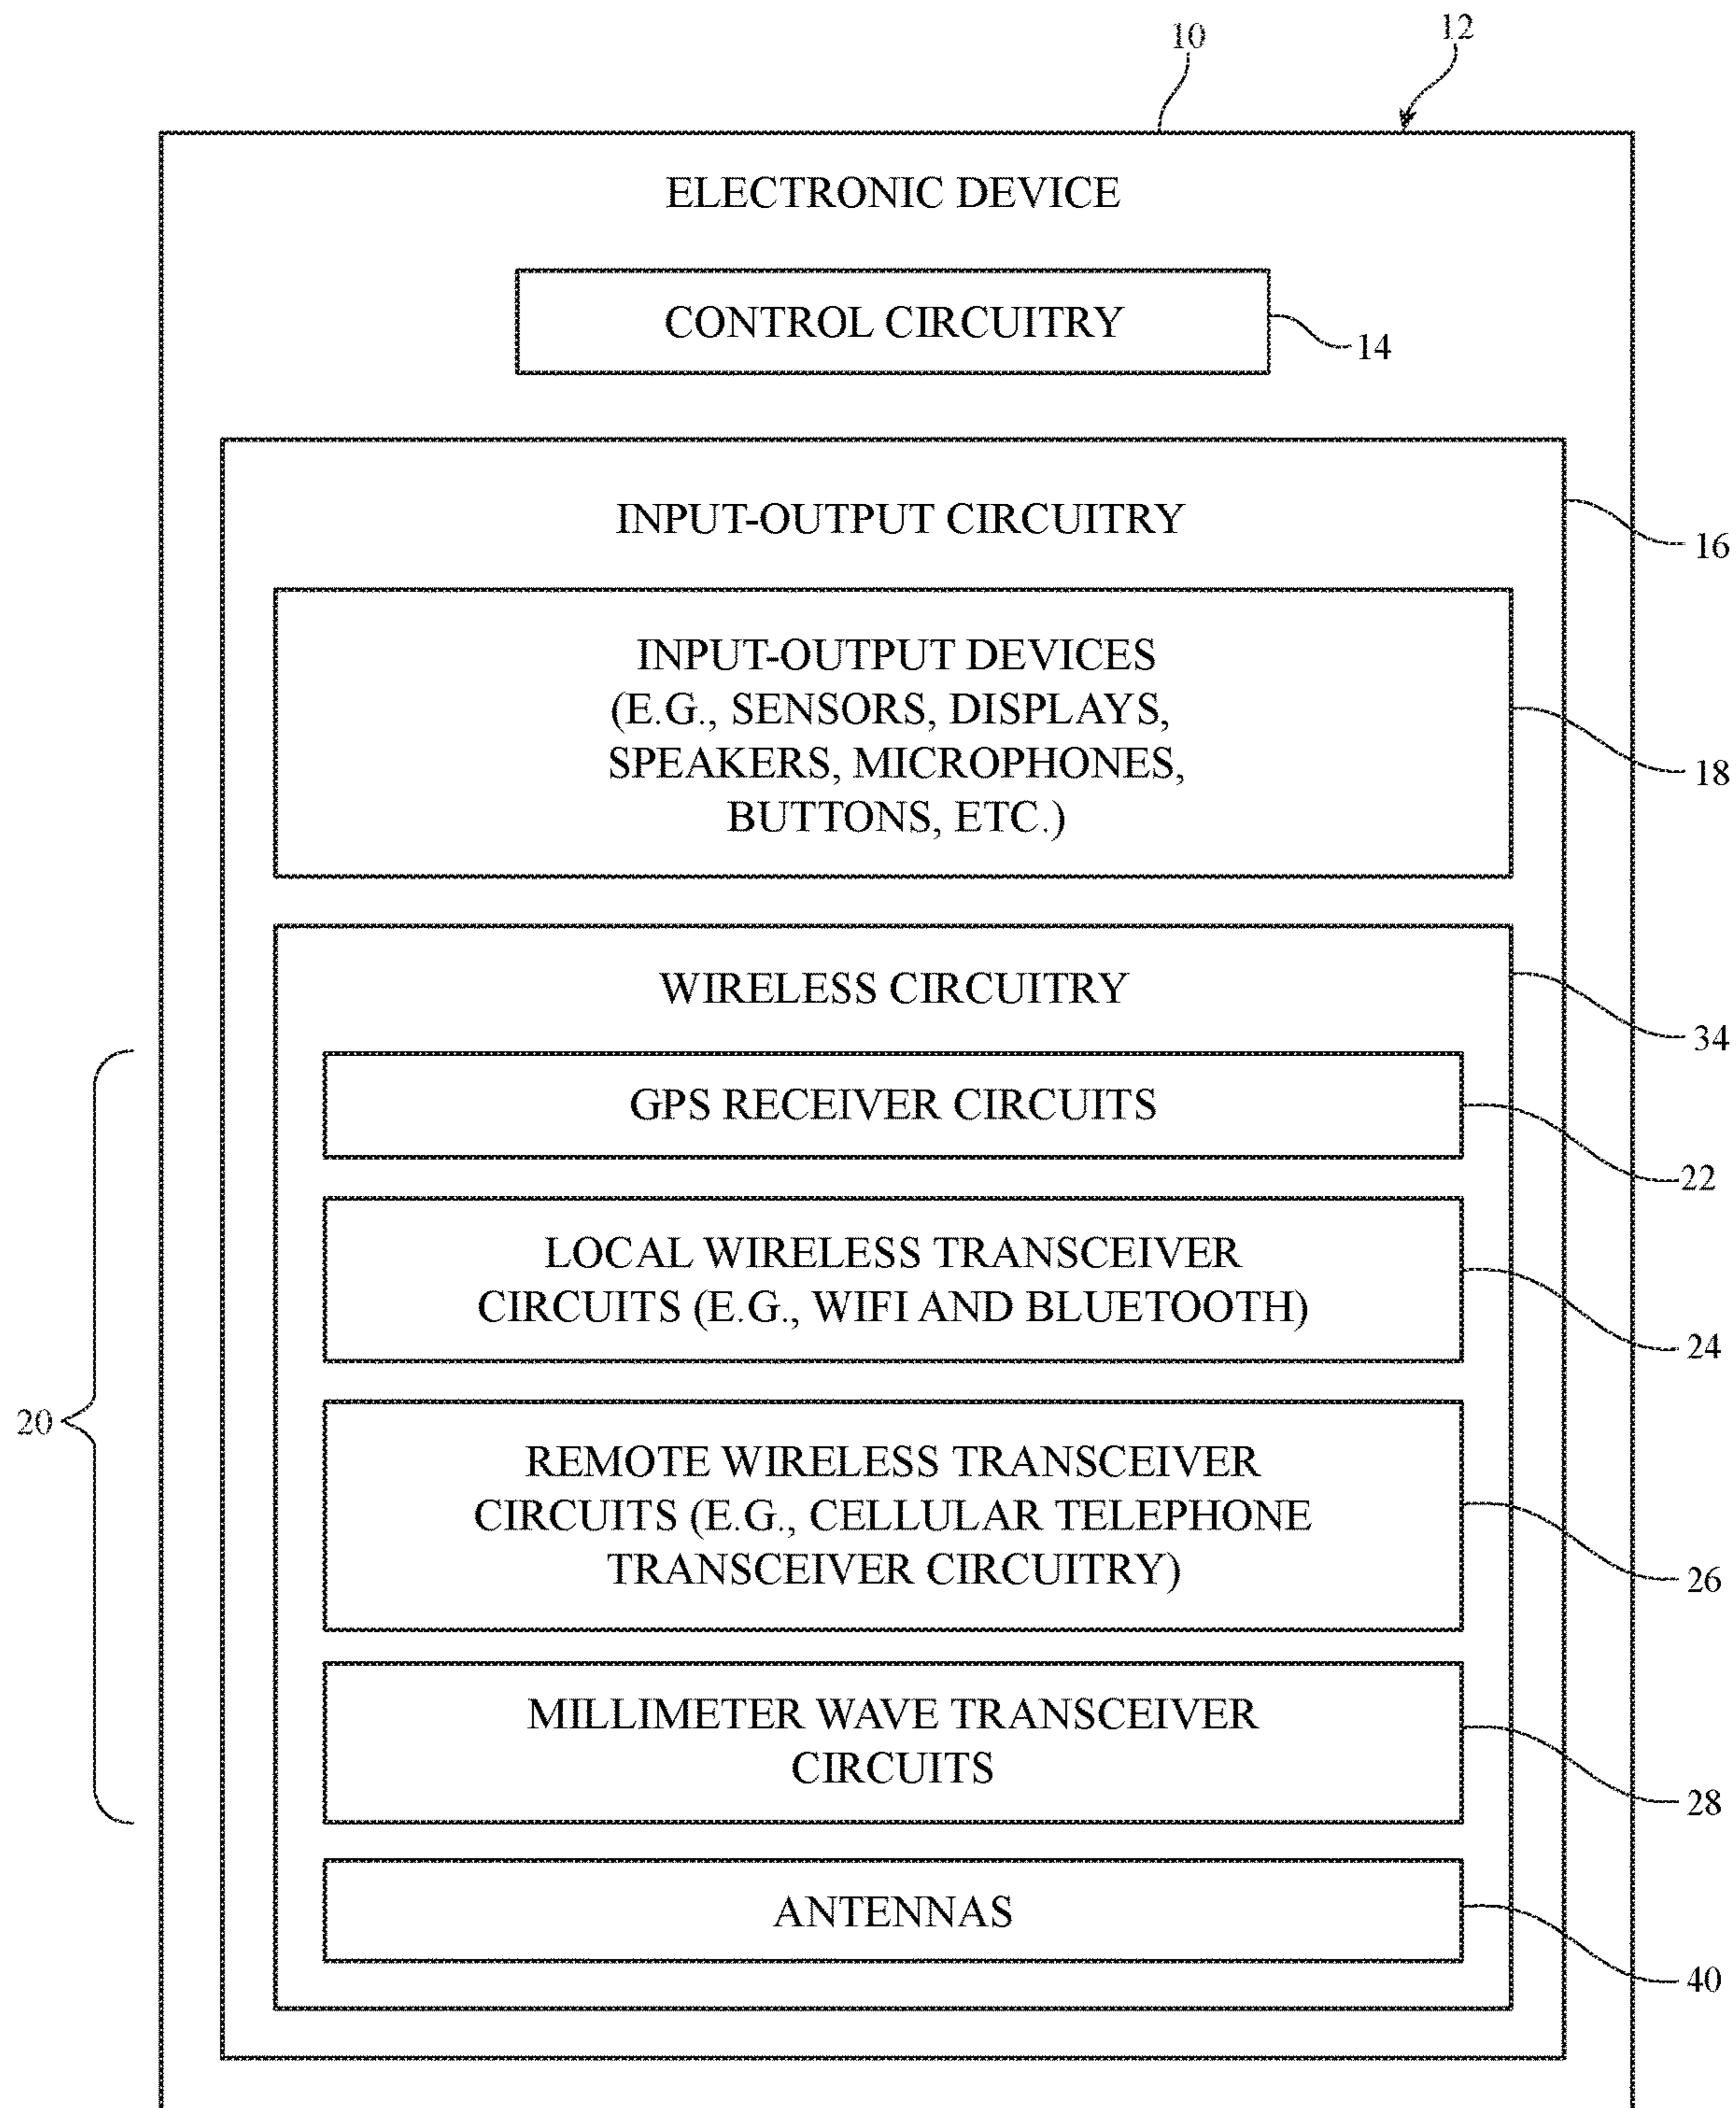 10
12
ELECTRONIC DEVICE
CONTROL CIRCUITRY
14
INPUT-OUTPUT CIRCUITRY
16
INPUT-OUTPUT DEVICES
(E.G., SENSORS, DISPLAYS,
SPEAKERS, MICROPHONES,
BUTTONS, ETC.)
18
WIRELESS CIRCUITRY
34
GPS RECEIVER CIRCUITS
22
LOCAL WIRELESS TRANSCEIVER
CIRCUITS (E.G., WIFI AND BLUETOOTH)
24
20
REMOTE WIRELESS TRANSCEIVER
CIRCUITS (E.G., CELLULAR TELEPHONE
TRANSCEIVER CIRCUITRY)
26
MILLIMETER WAVE TRANSCEIVER
CIRCUITS
28
ANTENNAS
40